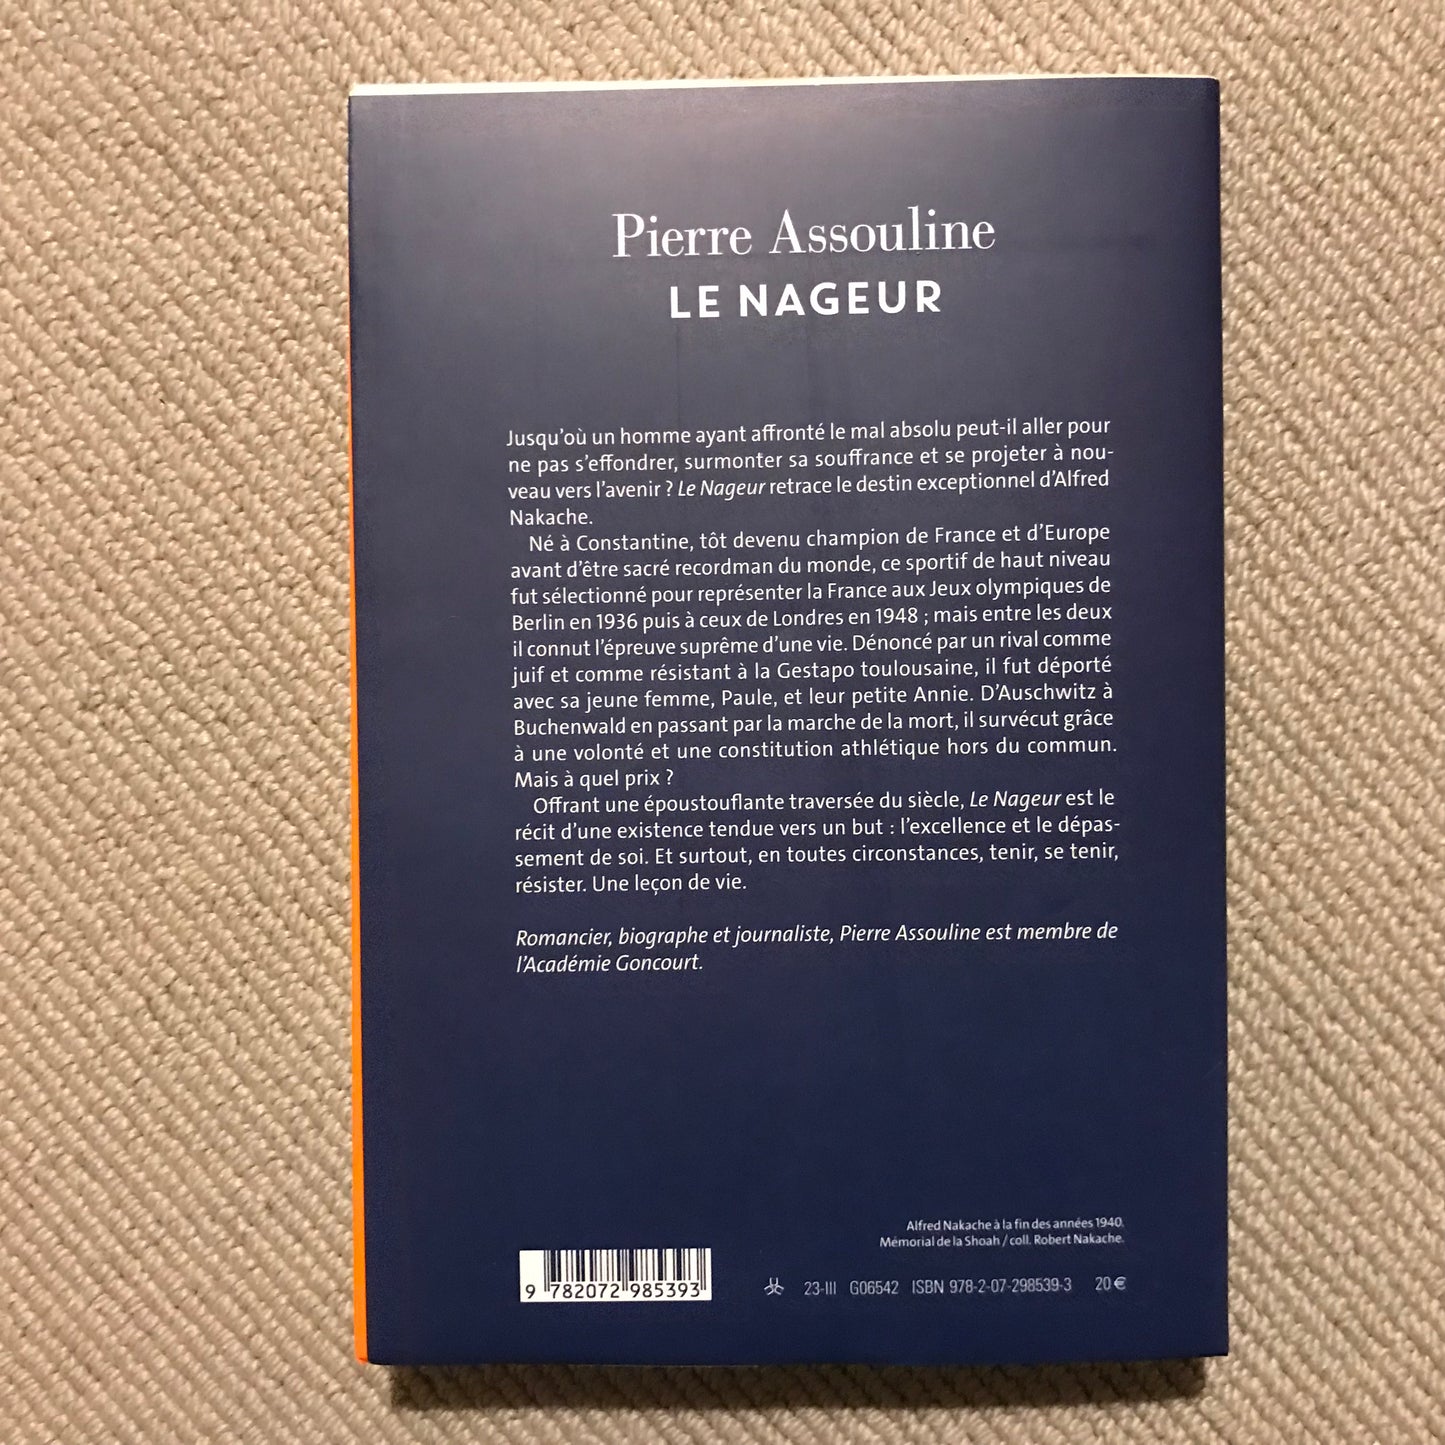 Pierre Assouline
LE NAGEUR
Jusqu’où un homme ayant affronté le mal absolu peut-il aller pour
ne pas s’effondrer, surmonter sa souffrance et se projeter à nou-
veau vers l’avenir ? Le Nageur retrace le destin exceptionnel d’Alfred
Nakache.
Né à Constantine, tôt devenu champion de France et d’Europe
avant d’être sacré recordman du monde, ce sportif de haut niveau
fut sélectionné pour représenter la France aux Jeux olympiques de
Berlin en 1936 puis à ceux de Londres en 1948 ; mais entre les deux
il connut l’épreuve suprême d’une vie. Dénoncé par un rival comme
juif et comme résistant à la Gestapo toulousaine, il fut déporté
avec sa jeune femme, Paule, et leur petite Annie. D’Auschwitz à
Buchenwald en passant par la marche de la mort, il survécut grâce
à une volonté et une constitution athlétique hors du commun.
Mais à quel prix ?
Offrant une époustouflante traversée du siècle, Le Nageur est le
récit d’une existence tendue vers un but : l’excellence et le dépas-
sement de soi. Et surtout, en toutes circonstances, tenir, se tenir,
résister. Une leçon de vie.
Romancier, biographe et journaliste, Pierre Assouline est membre de
l’Académie Goncourt.
Alfred Nakache à la fin des années 1940.
Mémorial de la Shoah / coll. Robert Nakache.
9 782072 985393
23-III G06542 ISBN 978-2-07-298539-3 20 €